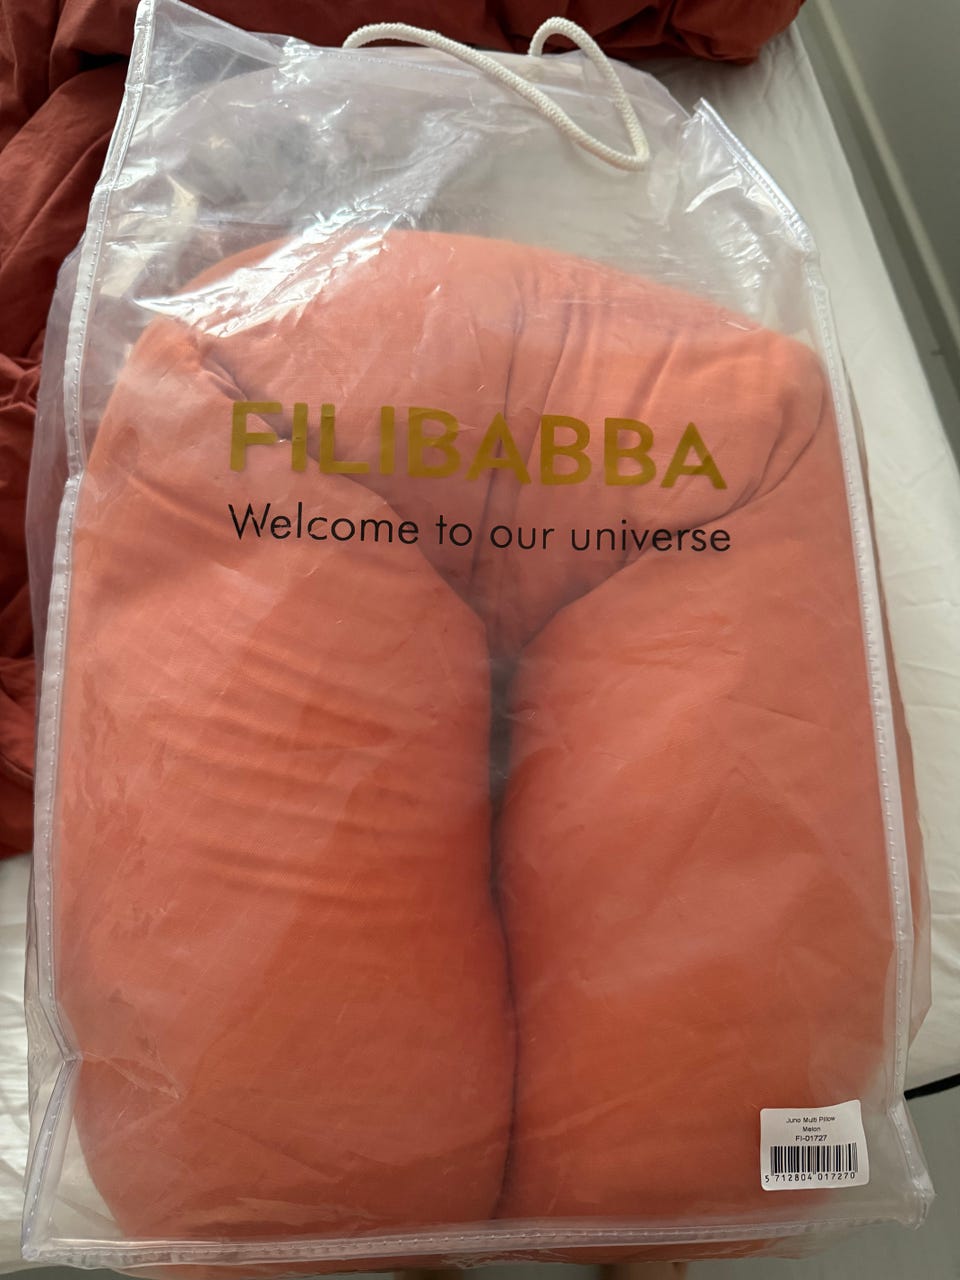 FILIBABBA
Welcome to our universe
Juno Multi Pillow
Melon
FI-01727
5 712804 017270